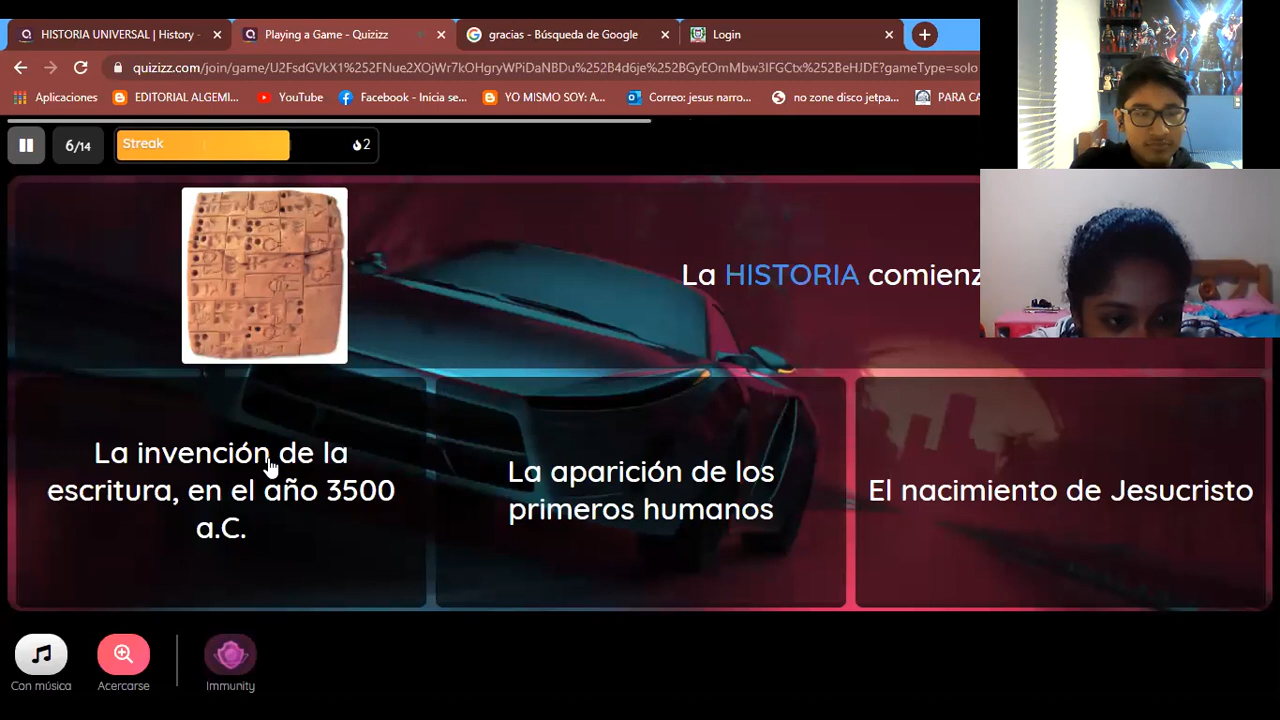 HISTORIA UNIVERSAL | History -
Playing a Game - Quizizz
gracias - Búsqueda de Google
Login
quizizz.com/join/game/U2FsdGVkX1%252FNue2XOjWr7kOHgryWPiDaNBDu%252B4d6je%252BGyEOmMbw3IFGCtx%252BeHJDE?gameType=solo
Aplicaciones
EDITORIAL ALGEMI...
YouTube
Facebook - Inicia se...
YO MISMO SOY: A...
Correo: jesus narro...
no zone disco jetpa...
PARA CA
6/14
Streak
2
La HISTORIA comienz
La invención de la
escritura, en el año 3500
a.C.
La aparición de los
primeros humanos
El nacimiento de Jesucristo
Con música
Acercarse
Immunity